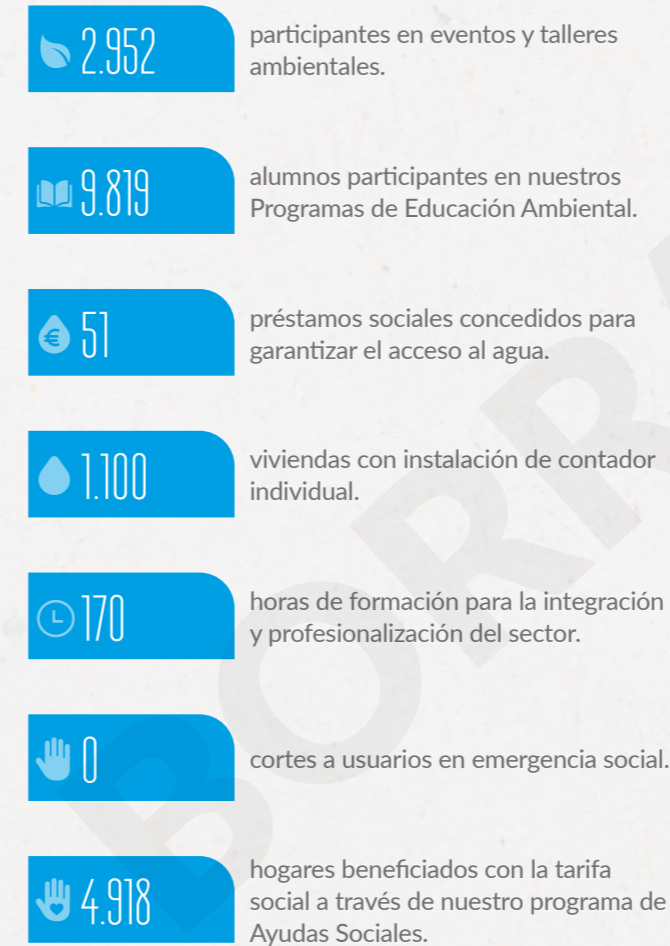 2.952
participantes en eventos y talleres
ambientales.
9.819
alumnos participantes en nuestros
Programas de Educación Ambiental.
51
préstamos sociales concedidos para
garantizar el acceso al agua.
1.100
viviendas con instalación de contador
individual.
170
horas de formación para la integración
y profesionalización del sector.
0
cortes a usuarios en emergencia social.
4.918
hogares beneficiados con la tarifa
social a través de nuestro programa de
Ayudas Sociales.